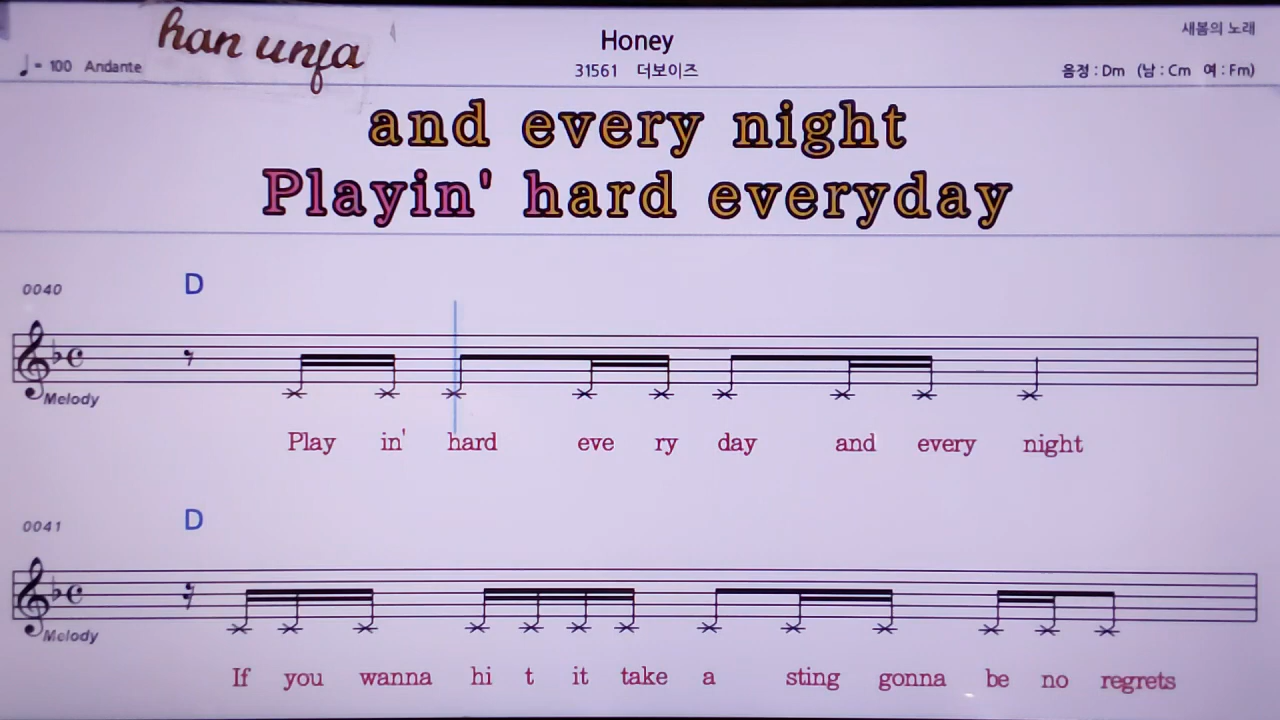 han unfa
Honey
새봄의 노래
♩= 100 Andante
31561 더보이즈
음정 : Dm (남 : Cm 여 : Fm)
and every night
Playin' hard everyday
0040
D
Melody
Play in' hard eve ry day and every night
0041
D
Melody
If you wanna hi t it take a sting gonna be no regrets